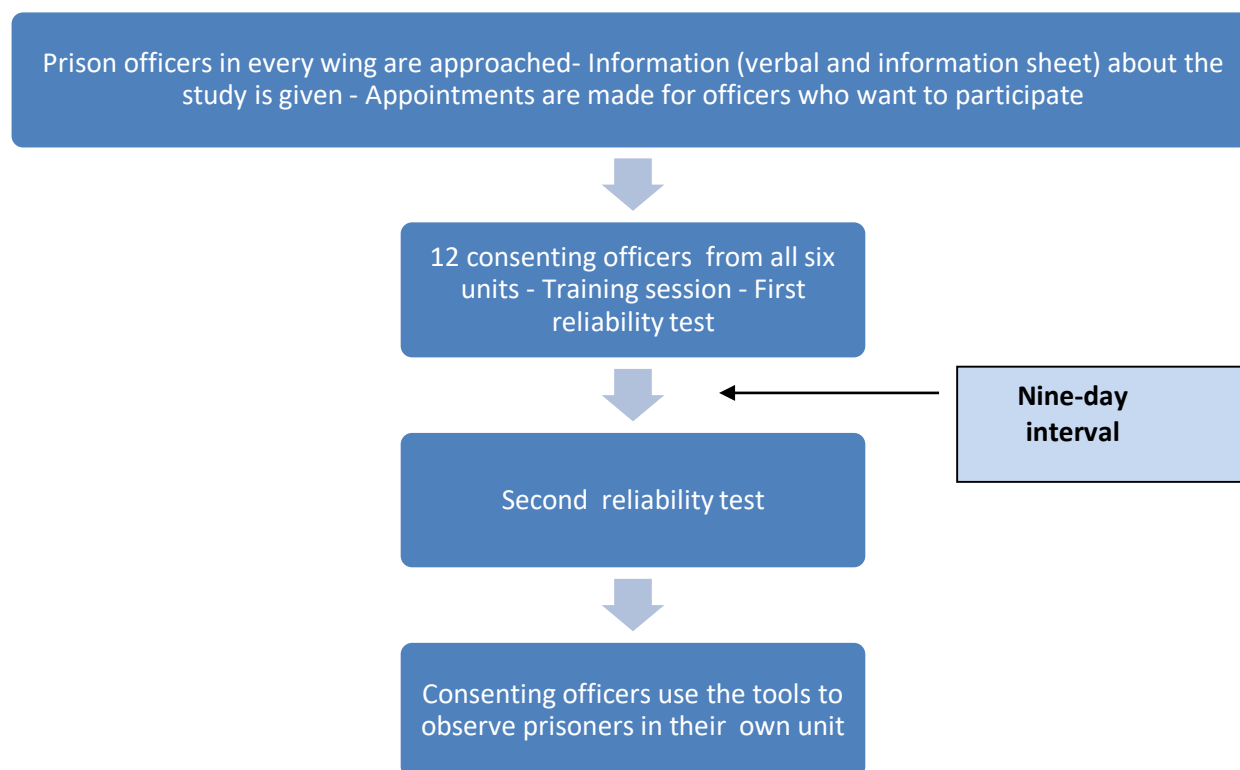 Prison officers in every wing are approached- Information (verbal and information sheet) about the
study is given - Appointments are made for officers who want to participate
12 consenting officers from all six
units - Training session - First
reliability test
Nine-day
interval
Second reliability test
Consenting officers use the tools to
observe prisoners in their own unit